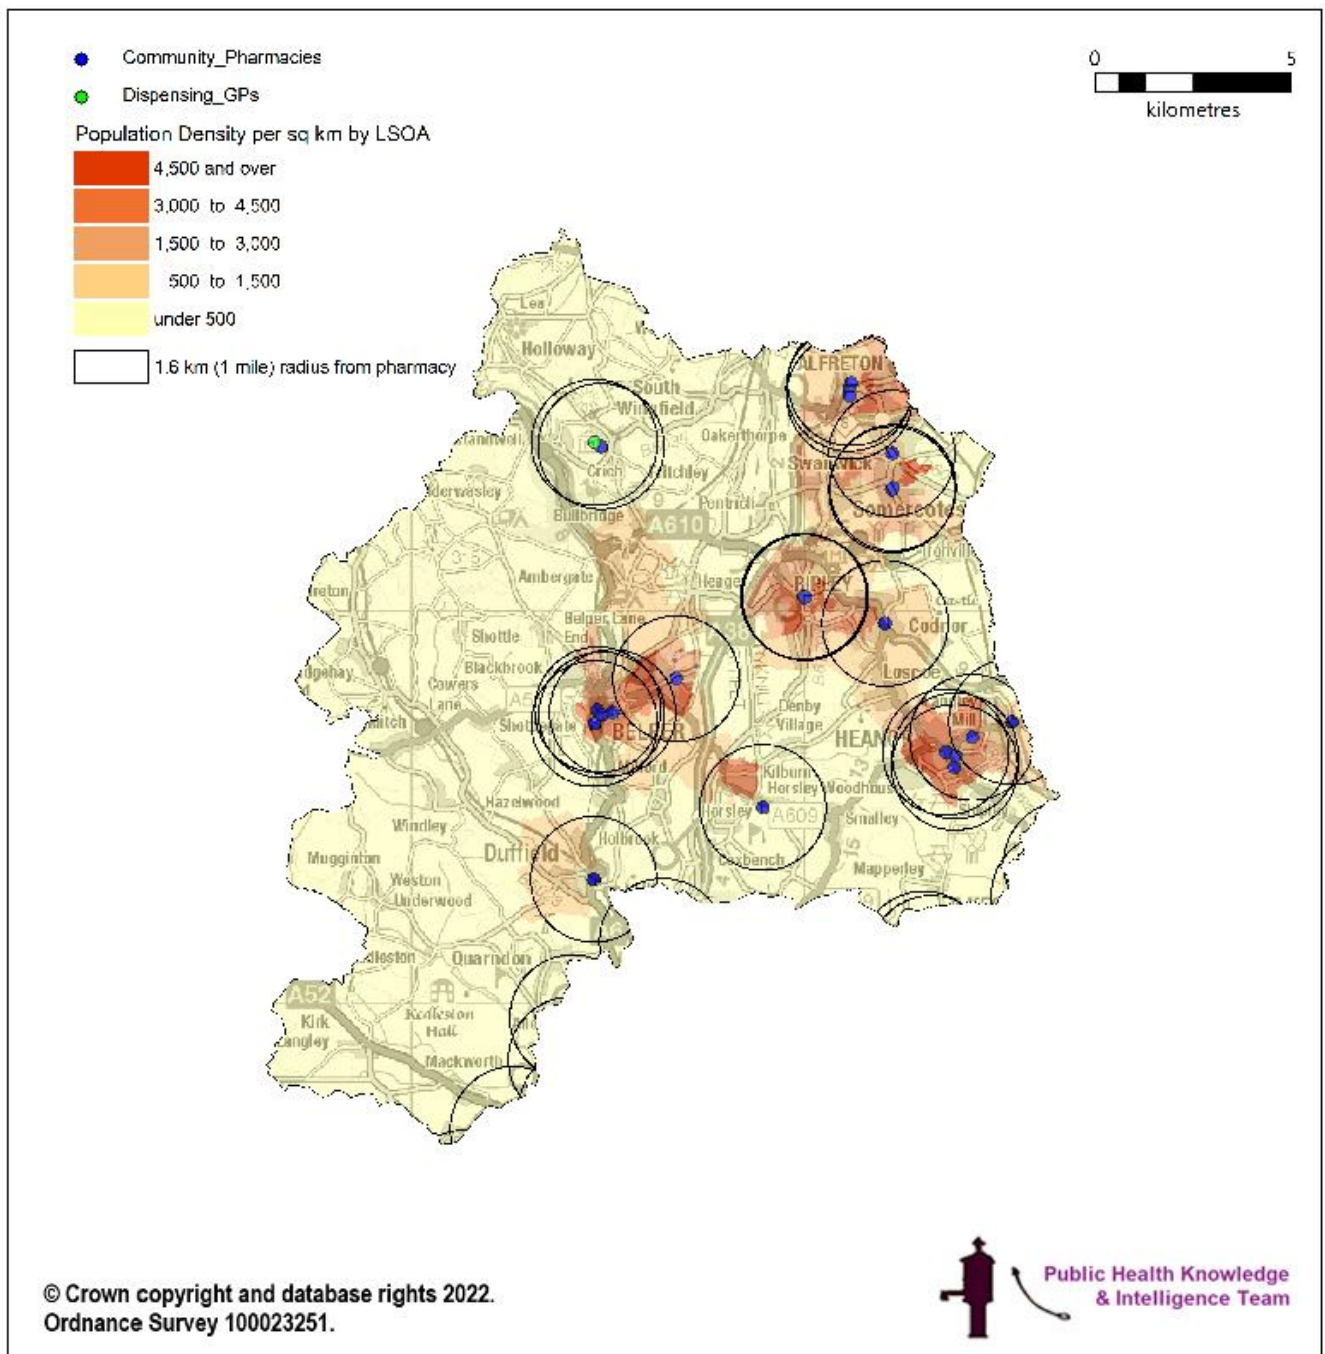 Community_Pharmacies
Dispensing_GPs
Population Density per sq km by LSOA
4,500 and over
3,000 to 4,500
1,500 to 3,000
500 to 1,500
under 500
1.6 km (1 mile) radius from pharmacy
0 5
kilometres
Lea
Holloway
ALFRETON
South
Wingfield
Oakerthorpe
Swanwick
Crich
Pentrich
Somercotes
Bullbridge
A610
Ambergate
RIPLEY
Belper Lane
End
Codnor
Shottle
A38
Blackbrook
Loscoe
Cowers
Lane
Denby
Village
BELPER
Mill
Kilburn
Horsley Woodhouse
Hazelwood
Horsley
A609
Smalley
Windley
Holbrook
Duffield
Coxbench
Mugginton
Mapperley
Weston
Underwood
Quarndon
A52
Kedleston
Hall
Kirk
Mackworth
© Crown copyright and database rights 2022.
Ordnance Survey 100023251.
Public Health Knowledge
& Intelligence Team